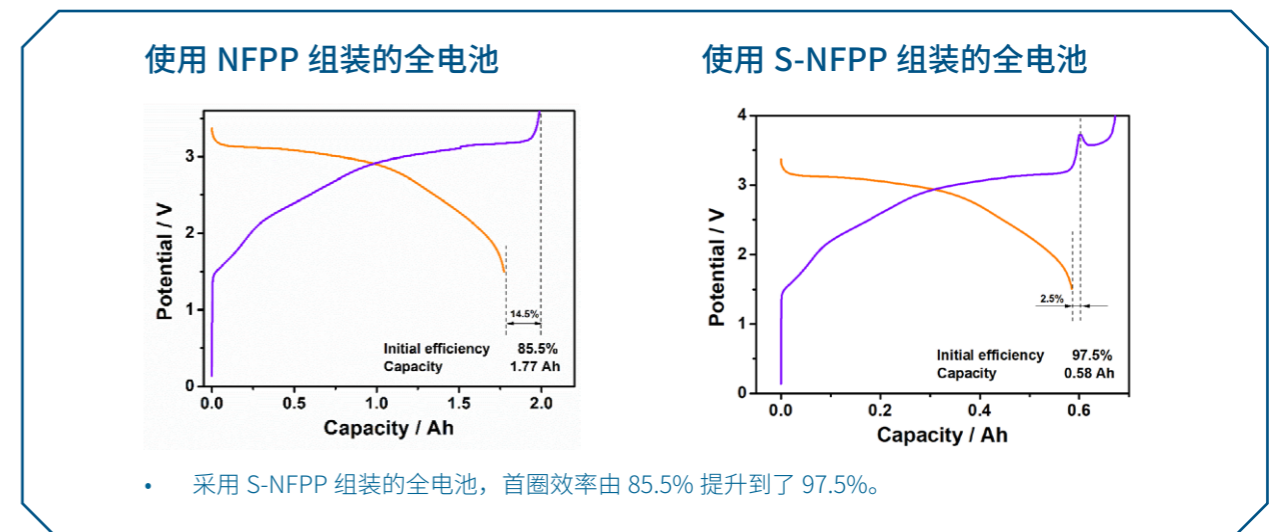 使用 NFPP 组装的全电池
使用 S-NFPP 组装的全电池
Potential / V
3
2
1
0
14.5%
Initial efficiency 85.5%
Capacity 1.77 Ah
0.0 0.5 1.0 1.5 2.0
Capacity / Ah
Potential / V
4
3
2
1
0
2.5%
Initial efficiency 97.5%
Capacity 0.58 Ah
0.0 0.2 0.4 0.6
Capacity / Ah
• 采用 S-NFPP 组装的全电池，首圈效率由 85.5% 提升到了 97.5%。